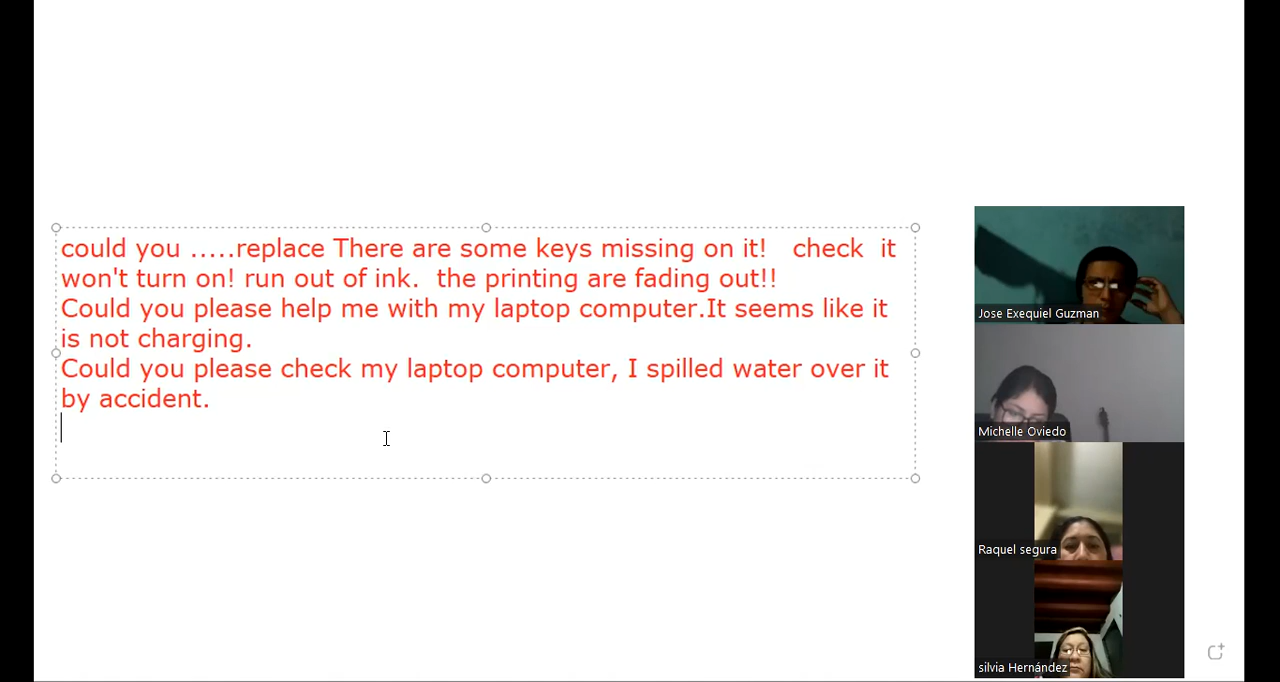 could you .....replace There are some keys missing on it!   check  it
won't turn on! run out of ink.  the printing are fading out!!
Could you please help me with my laptop computer.It seems like it
is not charging.
Could you please check my laptop computer, I spilled water over it
by accident.
Jose Exequiel Guzman
Michelle Oviedo
Raquel segura
silvia Hernández